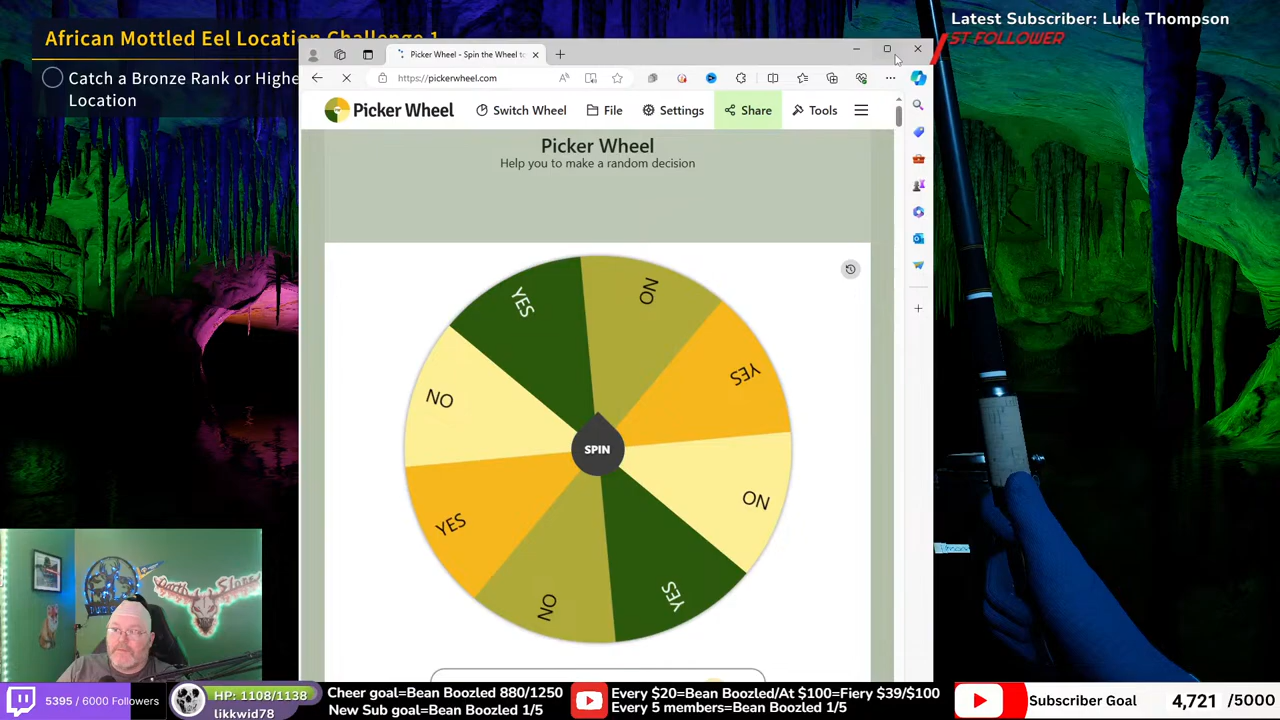 African Mottled Eel Location Challenge 1
Catch a Bronze Rank or Highe
Location
Latest Subscriber: Luke Thompson
ST FOLLOWER
Picker Wheel - Spin the Wheel to
https://pickerwheel.com
Picker Wheel
Switch Wheel
File
Settings
Share
Tools
Picker Wheel
Help you to make a random decision
YES
NO
YES
NO
YES
NO
YES
NO
SPIN
5395 / 6000 Followers
HP: 1108/1138
likkwid78
Cheer goal=Bean Boozled 880/1250
New Sub goal=Bean Boozled 1/5
Every $20=Bean Boozled/At $100=Fiery $39/$100
Every 5 members=Bean Boozled 1/5
Subscriber Goal
4,721 /5000